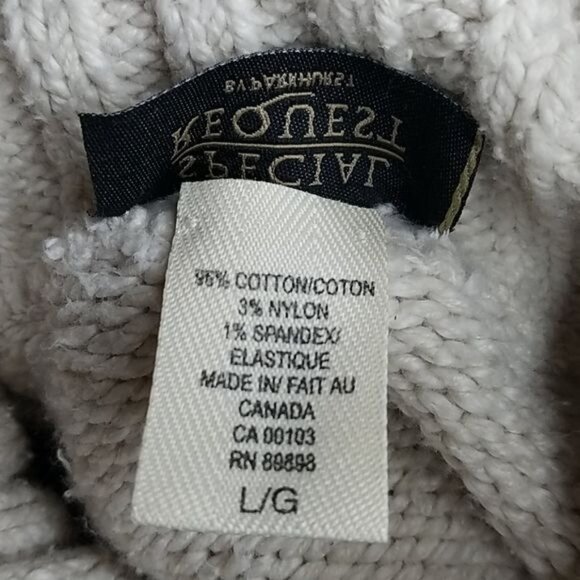 SPECIAL
REQUEST
BY PARKHURST
96% COTTON/COTON
3% NYLON
1% SPANDEX/
ELASTIQUE
MADE IN/ FAIT AU
CANADA
CA 00103
RN 89898
L/G